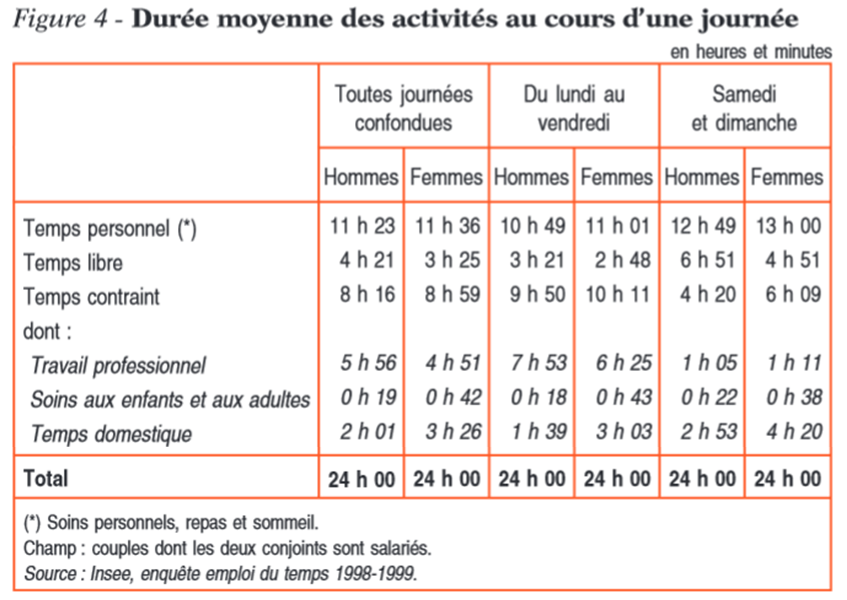 Figure 4 - Durée moyenne des activités au cours d'une journée
en heures et minutes
Toutes journées confondues Du lundi au vendredi Samedi et dimanche
Hommes Femmes Hommes Femmes Hommes Femmes
Temps personnel (*) 11 h 23 11 h 36 10 h 49 11 h 01 12 h 49 13 h 00
Temps libre 4 h 21 3 h 25 3 h 21 2 h 48 6 h 51 4 h 51
Temps contraint 8 h 16 8 h 59 9 h 50 10 h 11 4 h 20 6 h 09
dont :
Travail professionnel 5 h 56 4 h 51 7 h 53 6 h 25 1 h 05 1 h 11
Soins aux enfants et aux adultes 0 h 19 0 h 42 0 h 18 0 h 43 0 h 22 0 h 38
Temps domestique 2 h 01 3 h 26 1 h 39 3 h 03 2 h 53 4 h 20
Total 24 h 00 24 h 00 24 h 00 24 h 00 24 h 00 24 h 00
(*) Soins personnels, repas et sommeil.
Champ : couples dont les deux conjoints sont salariés.
Source : Insee, enquête emploi du temps 1998-1999.